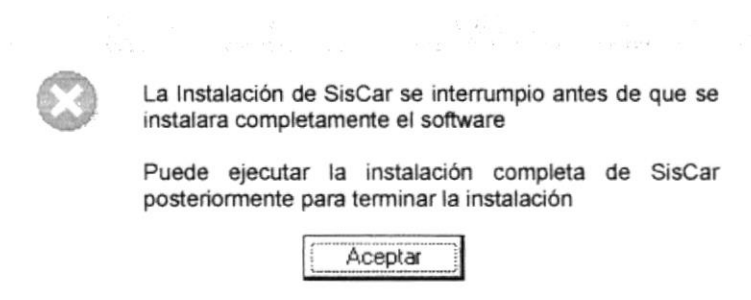 La Instalación de SisCar se interrumpio antes de que se
instalara completamente el software
Puede ejecutar la instalación completa de SisCar
posteriormente para terminar la instalación
Aceptar